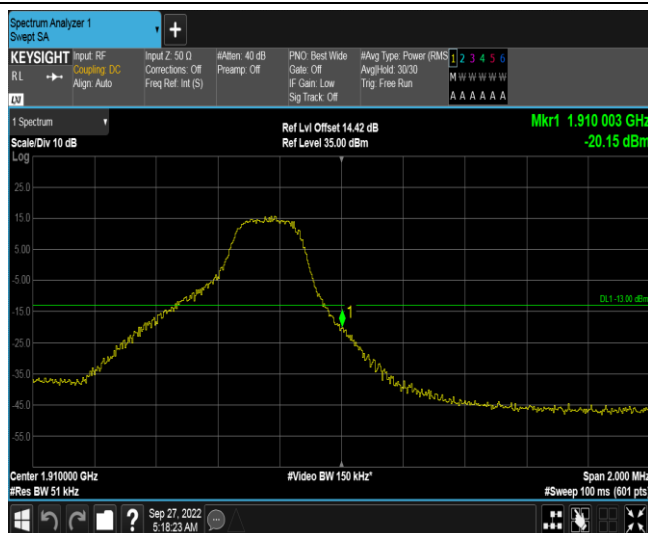 Spectrum Analyzer 1
Swept SA
+
KEYSIGHT
RL
LXI
Input: RF
Coupling: DC
Align: Auto
Input Z: 50 Ω
Corrections: Off
Freq Ref: Int (S)
#Atten: 40 dB
Preamp: Off
PNO: Best Wide
Gate: Off
IF Gain: Low
Sig Track: Off
#Avg Type: Power (RMS
Avg|Hold: 30/30
Trig: Free Run
1 2 3 4 5 6
M W W W W W
A A A A A A
1 Spectrum
Scale/Div 10 dB
Log
Ref Lvl Offset 14.42 dB
Ref Level 35.00 dBm
Mkr1 1.910 003 GHz
-20.15 dBm
25.0
15.0
5.00
-5.00
DL1 -13.00 dBm
1
-15.0
-25.0
-35.0
-45.0
-55.0
Center 1.910000 GHz
#Res BW 51 kHz
#Video BW 150 kHz*
Span 2.000 MHz
#Sweep 100 ms (601 pts)
?
Sep 27, 2022
5:18:23 AM